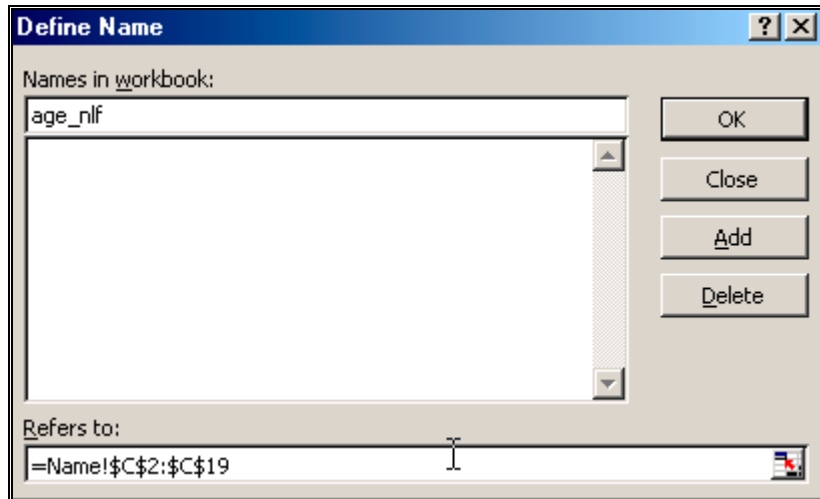 Define Name
Names in workbook:
age_nlf
OK
Close
Add
Delete
Refers to:
=Name!$C$2:$C$19